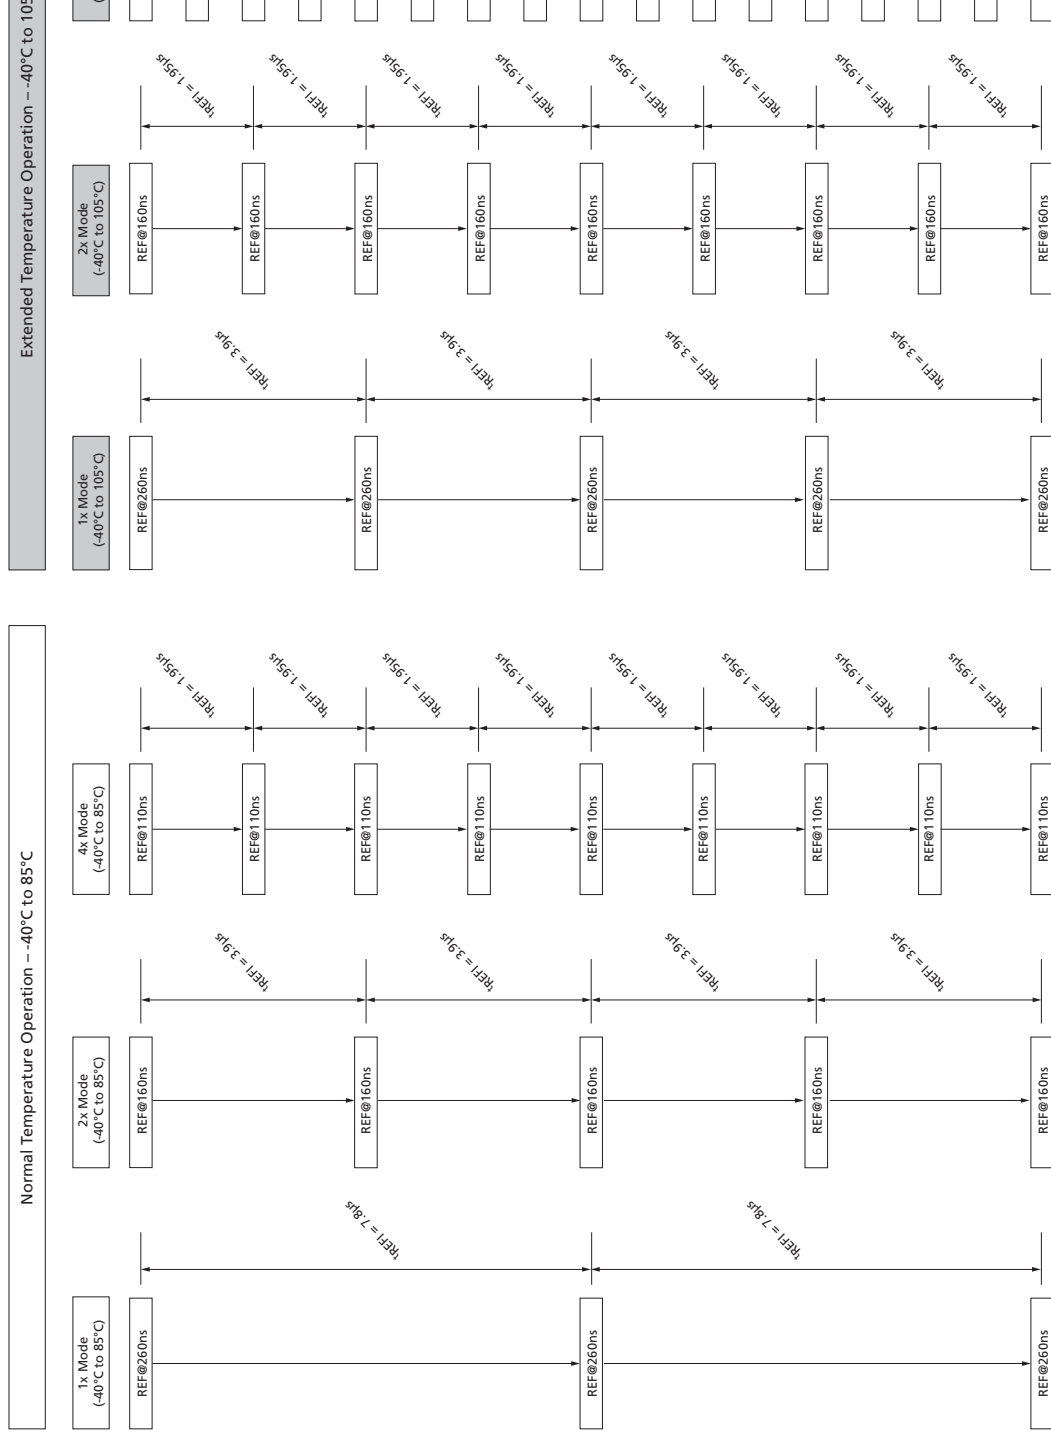 Normal Temperature Operation – -40°C to 85°C
1x Mode
(-40°C to 85°C)
REF@260ns
REF@260ns
REF@260ns
tREFI = 7.8μs
tREFI = 7.8μs
2x Mode
(-40°C to 85°C)
REF@160ns
REF@160ns
REF@160ns
REF@160ns
REF@160ns
tREFI = 3.9μs
tREFI = 3.9μs
tREFI = 3.9μs
tREFI = 3.9μs
4x Mode
(-40°C to 85°C)
REF@110ns
REF@110ns
REF@110ns
REF@110ns
REF@110ns
REF@110ns
REF@110ns
REF@110ns
REF@110ns
tREFI = 1.95μs
tREFI = 1.95μs
tREFI = 1.95μs
tREFI = 1.95μs
tREFI = 1.95μs
tREFI = 1.95μs
tREFI = 1.95μs
tREFI = 1.95μs
Extended Temperature Operation – -40°C to 105
1x Mode
(-40°C to 105°C)
REF@260ns
REF@260ns
REF@260ns
REF@260ns
REF@260ns
tREFI = 3.9μs
tREFI = 3.9μs
tREFI = 3.9μs
tREFI = 3.9μs
2x Mode
(-40°C to 105°C)
REF@160ns
REF@160ns
REF@160ns
REF@160ns
REF@160ns
REF@160ns
REF@160ns
REF@160ns
REF@160ns
tREFI = 1.95μs
tREFI = 1.95μs
tREFI = 1.95μs
tREFI = 1.95μs
tREFI = 1.95μs
tREFI = 1.95μs
tREFI = 1.95μs
tREFI = 1.95μs